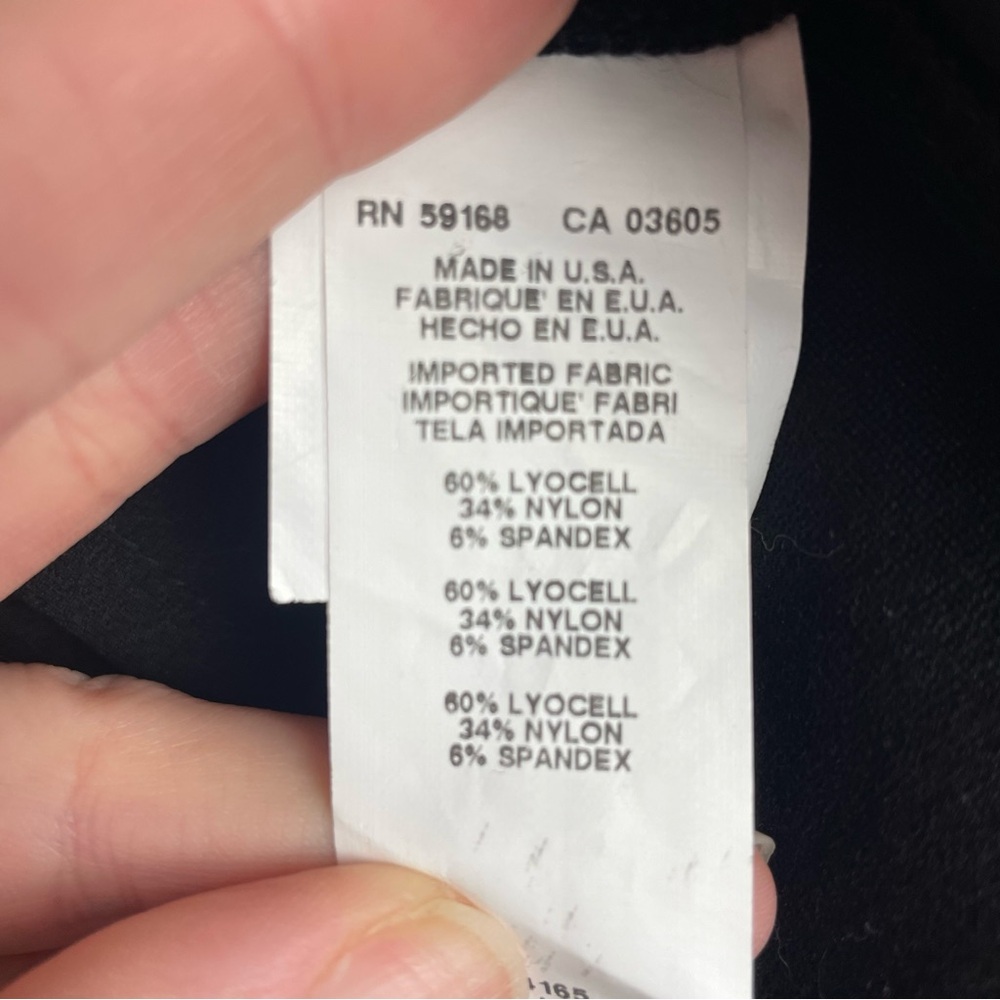 RN 59168 CA 03605
MADE IN U.S.A.
FABRIQUE' EN E.U.A.
HECHO EN E.U.A.
IMPORTED FABRIC
IMPORTIQUE' FABRI
TELA IMPORTADA
60% LYOCELL
34% NYLON
6% SPANDEX
60% LYOCELL
34% NYLON
6% SPANDEX
60% LYOCELL
34% NYLON
6% SPANDEX